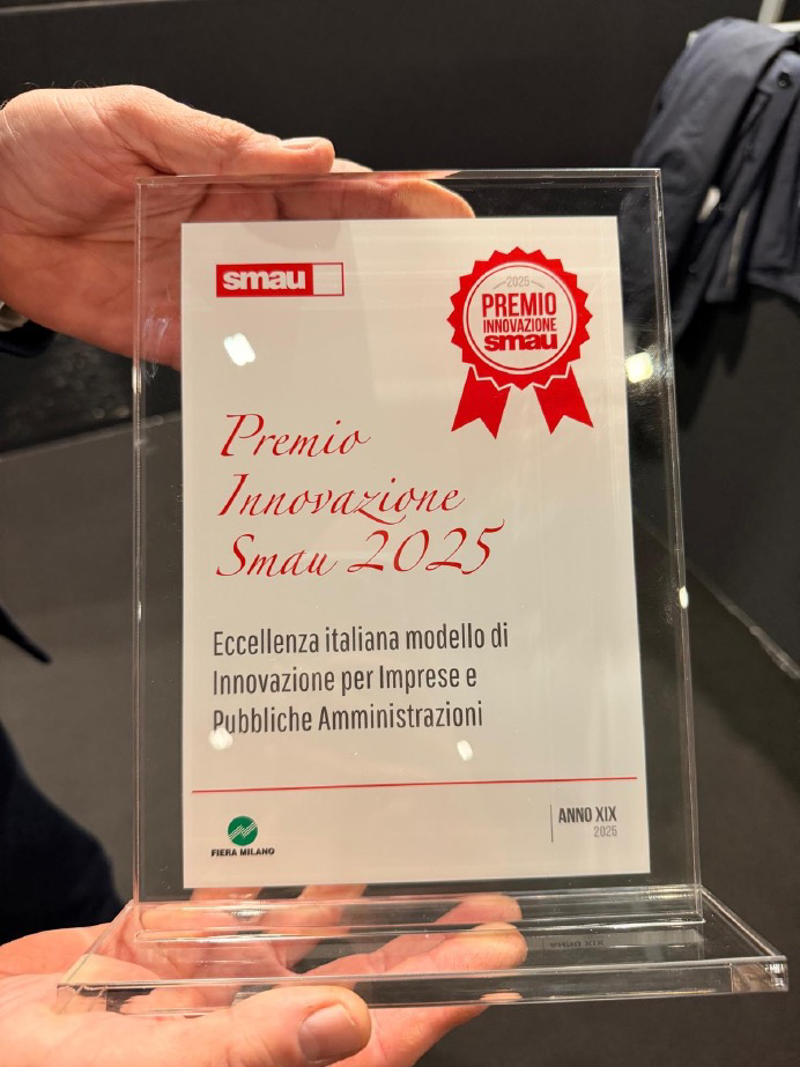 smau
2025
PREMIO
INNOVAZIONE
smau
Premio
Innovazione
Smau 2025
Eccellenza italiana modello di
Innovazione per Imprese e
Pubbliche Amministrazioni
FIERA MILANO
ANNO XIX
2025